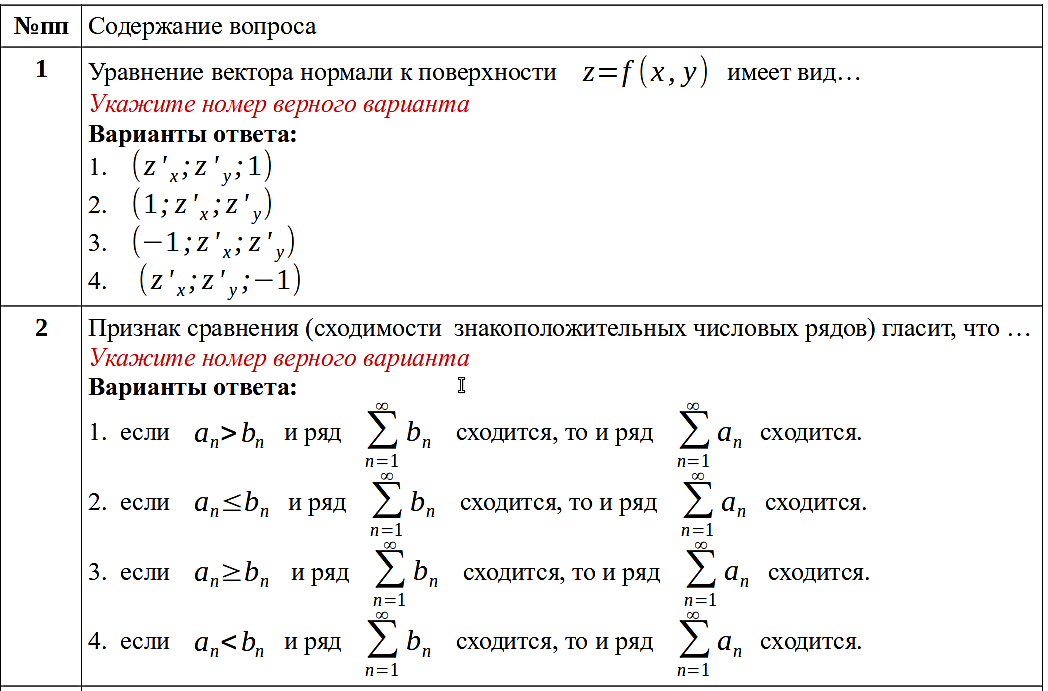 №пп Содержание вопроса
1 Уравнение вектора нормали к поверхности z=f(x,y) имеет вид…
Укажите номер верного варианта
Варианты ответа:
1. (z'ₓ;z'_y;1)
2. (1;z'ₓ;z'_y)
3. (−1;z'ₓ;z'_y)
4. (z'ₓ;z'_y;−1)
2 Признак сравнения (сходимости знакоположительных числовых рядов) гласит, что …
Укажите номер верного варианта
Варианты ответа:
1. если aₙ>bₙ и ряд ∑_{n=1}^∞ bₙ сходится, то и ряд ∑_{n=1}^∞ aₙ сходится.
2. если aₙ≤bₙ и ряд ∑_{n=1}^∞ bₙ сходится, то и ряд ∑_{n=1}^∞ aₙ сходится.
3. если aₙ≥bₙ и ряд ∑_{n=1}^∞ bₙ сходится, то и ряд ∑_{n=1}^∞ aₙ сходится.
4. если aₙ<bₙ и ряд ∑_{n=1}^∞ bₙ сходится, то и ряд ∑_{n=1}^∞ aₙ сходится.